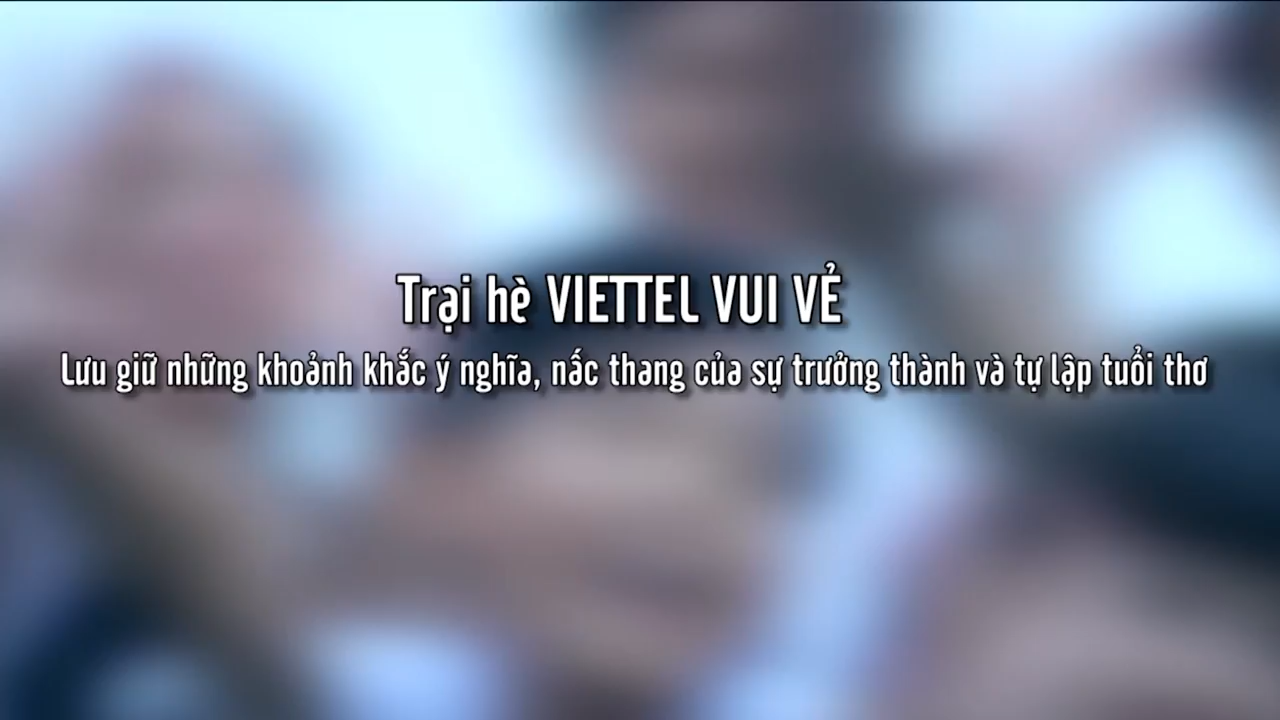 Trại hè VIETTEL VUI VẺ
Lưu giữ những khoảnh khắc ý nghĩa, nấc thang của sự trưởng thành và tự lập tuổi thơ